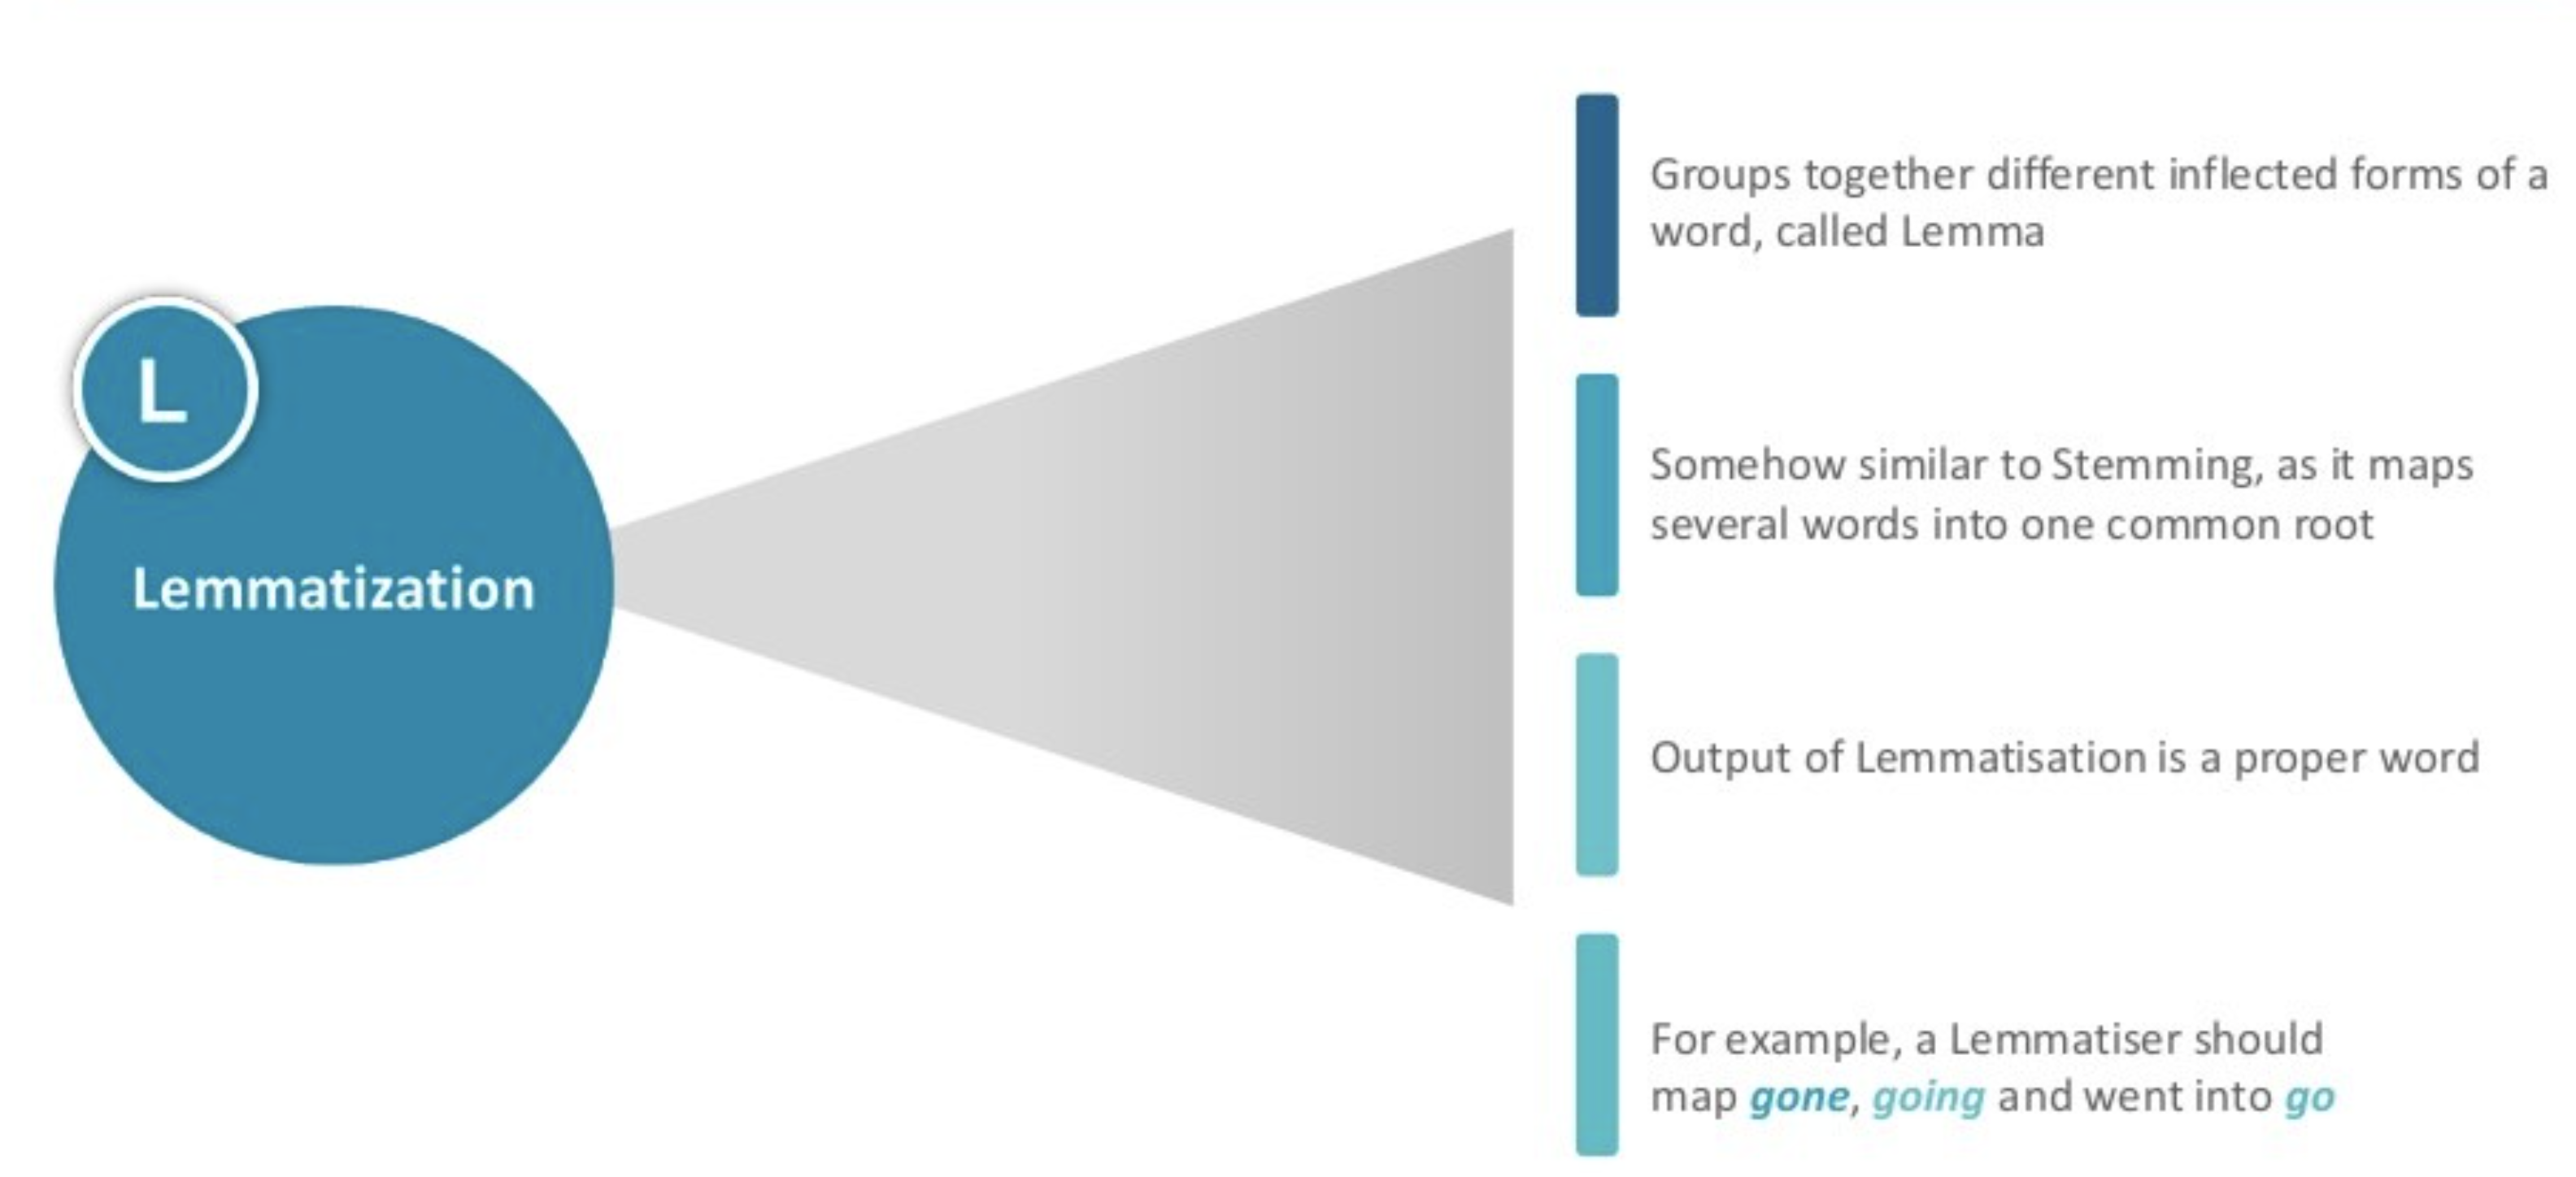 L
Lemmatization
Groups together different inflected forms of a
word, called Lemma
Somehow similar to Stemming, as it maps
several words into one common root
Output of Lemmatisation is a proper word
For example, a Lemmatiser should
map gone, going and went into go